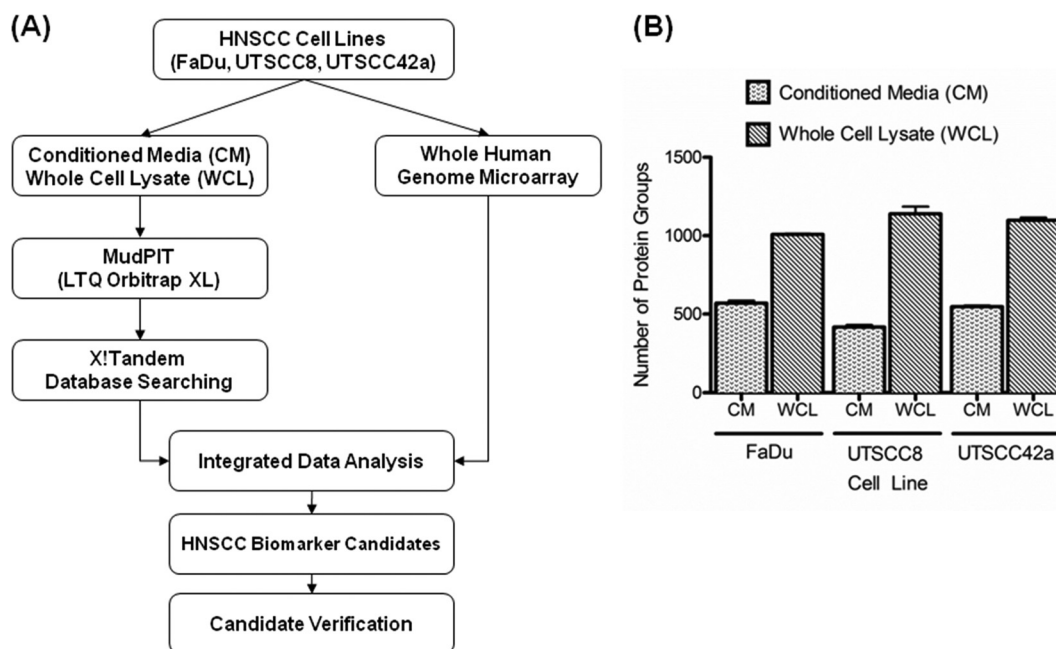 (A)
HNSCC Cell Lines
(FaDu, UTSCC8, UTSCC42a)
Conditioned Media (CM)
Whole Cell Lysate (WCL)
Whole Human
Genome Microarray
MudPIT
(LTQ Orbitrap XL)
X!Tandem
Database Searching
Integrated Data Analysis
HNSCC Biomarker Candidates
Candidate Verification
(B)
Conditioned Media (CM)
Whole Cell Lysate (WCL)
Number of Protein Groups
1500
1000
500
0
CM WCL CM WCL CM WCL
FaDu UTSCC8 UTSCC42a
Cell Line